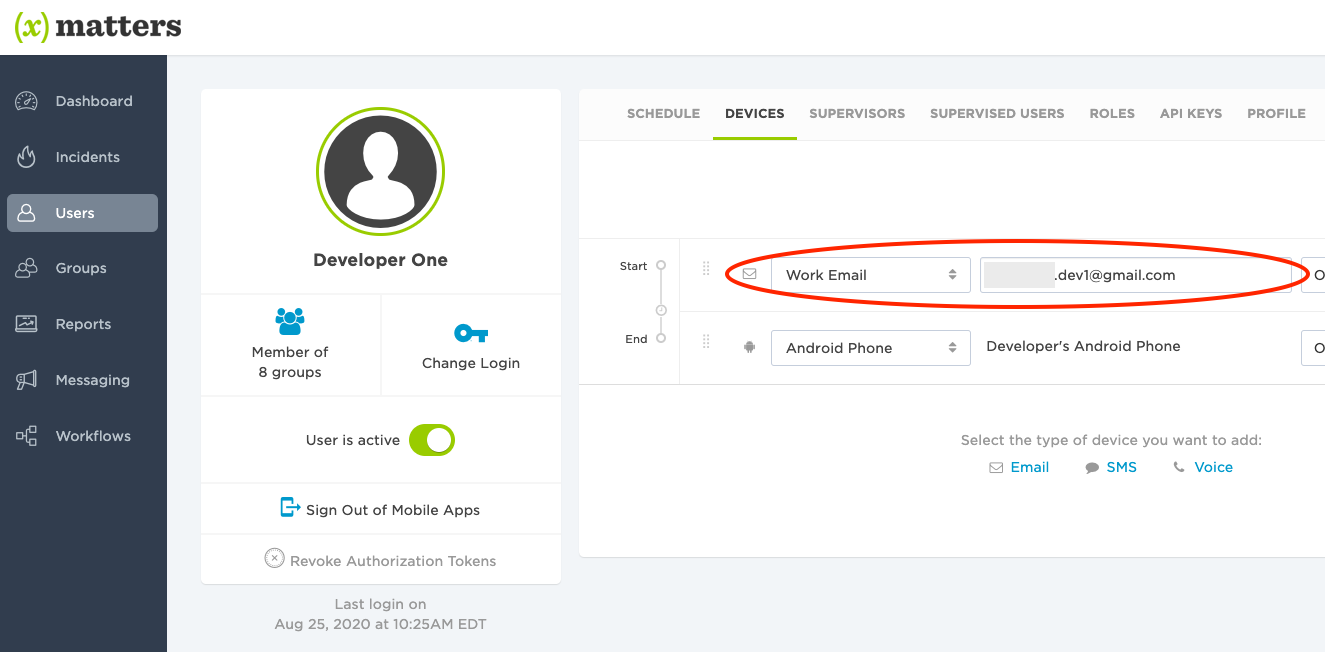 (x) matters
Dashboard
Incidents
Users
Groups
Reports
Messaging
Workflows
Developer One
Member of
8 groups
Change Login
User is active
Sign Out of Mobile Apps
Revoke Authorization Tokens
Last login on
Aug 25, 2020 at 10:25AM EDT
SCHEDULE DEVICES SUPERVISORS SUPERVISED USERS ROLES API KEYS PROFILE
Start Work Email .dev1@gmail.com O
End Android Phone Developer's Android Phone O
Select the type of device you want to add:
Email SMS Voice